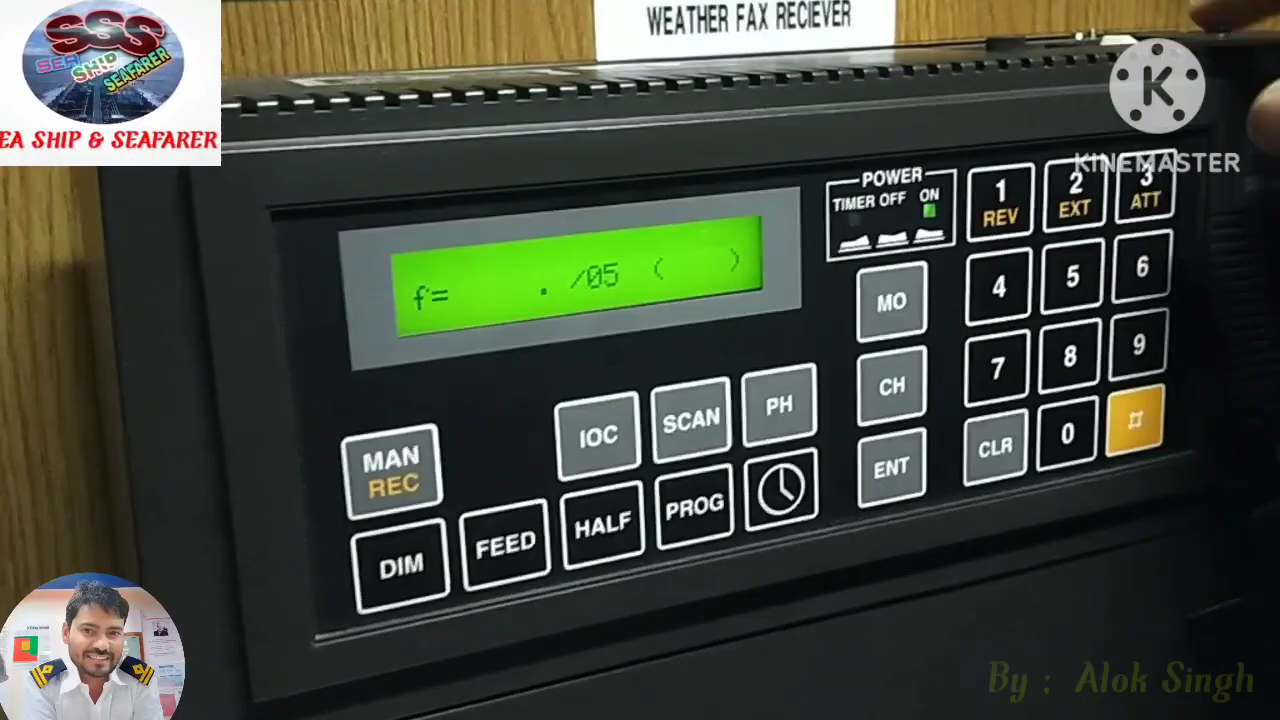 SSS
SEA
SHIP
SEAFARER
EA SHIP & SEAFARER
WEATHER FAX RECIEVER
K
KINEMASTER
f= . /05 ( )
POWER
TIMER OFF ON
1
REV
2
EXT
3
ATT
MO
4
5
6
CH
7
8
9
ENT
CLR
0
⌗
MAN
REC
IOC
SCAN
PH
DIM
FEED
HALF
PROG
By : Alok Singh